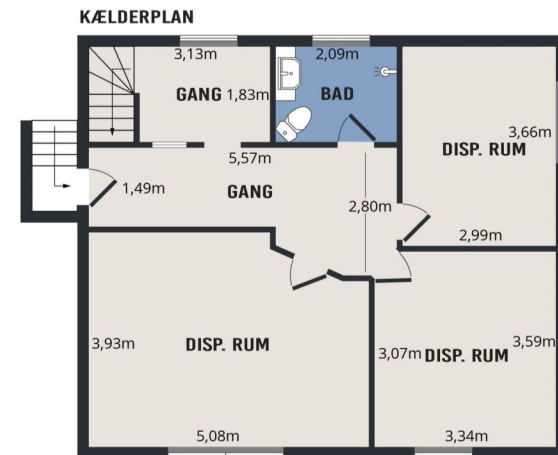 KÆLDERPLAN
3,13m
2,09m
GANG 1,83m
BAD
3,66m
DISP. RUM
5,57m
1,49m
GANG
2,80m
2,99m
3,93m
DISP. RUM
3,07m DISP. RUM
3,59m
5,08m
3,34m